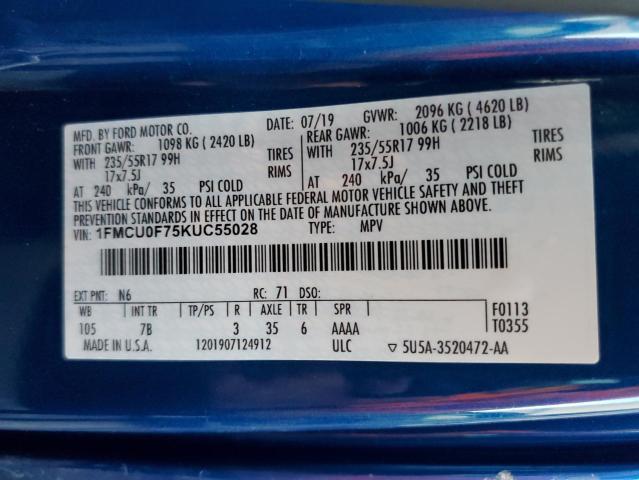 MFD. BY FORD MOTOR CO. DATE: 07/19 GVWR: 2096 KG ( 4620 LB)
FRONT GAWR: 1098 KG ( 2420 LB) REAR GAWR: 1006 KG ( 2218 LB)
WITH 235/55R17 99H TIRES WITH 235/55R17 99H TIRES
17x7.5J RIMS 17x7.5J RIMS
AT 240 kPa/ 35 PSI COLD AT 240 kPa/ 35 PSI COLD
THIS VEHICLE CONFORMS TO ALL APPLICABLE FEDERAL MOTOR VEHICLE SAFETY AND THEFT
PREVENTION STANDARDS IN EFFECT ON THE DATE OF MANUFACTURE SHOWN ABOVE.
VIN: 1FMCU0F75KUC55028 TYPE: MPV
EXT PNT: N6 RC: 71 DSO:
WB INT TR TP/PS R AXLE TR SPR F0113
105 7B 3 35 6 AAAA T0355
MADE IN U.S.A. 1201907124912 ULC ▽ 5U5A-3520472-AA